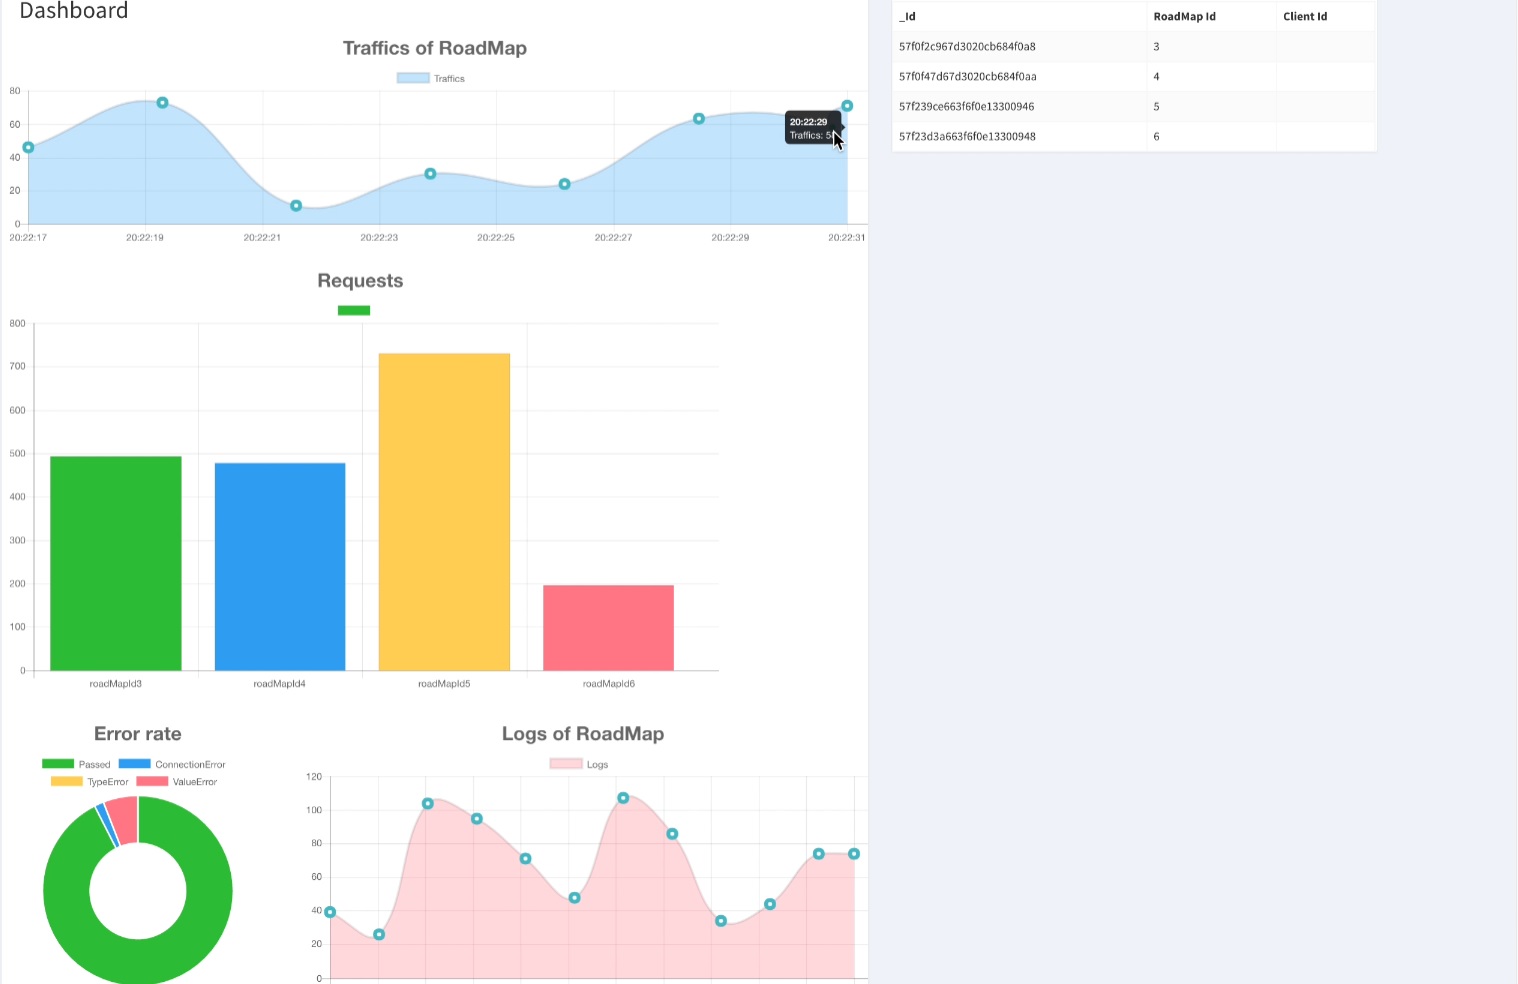 Dashboard
Traffics of RoadMap
Traffics
80
60
40
20
0
20:22:17 20:22:19 20:22:21 20:22:23 20:22:25 20:22:27 20:22:29 20:22:31
20:22:29
Traffics:
Requests
800
700
600
500
400
300
200
100
0
roadMapId3 roadMapId4 roadMapId5 roadMapId6
Error rate
Passed ConnectionError
TypeError ValueError
Logs of RoadMap
Logs
120
100
80
60
40
20
0
_Id RoadMap Id Client Id
57f0f2c967d3020cb684f0a8 3
57f0f47d67d3020cb684f0aa 4
57f239ce663f6f0e13300946 5
57f23d3a663f6f0e13300948 6